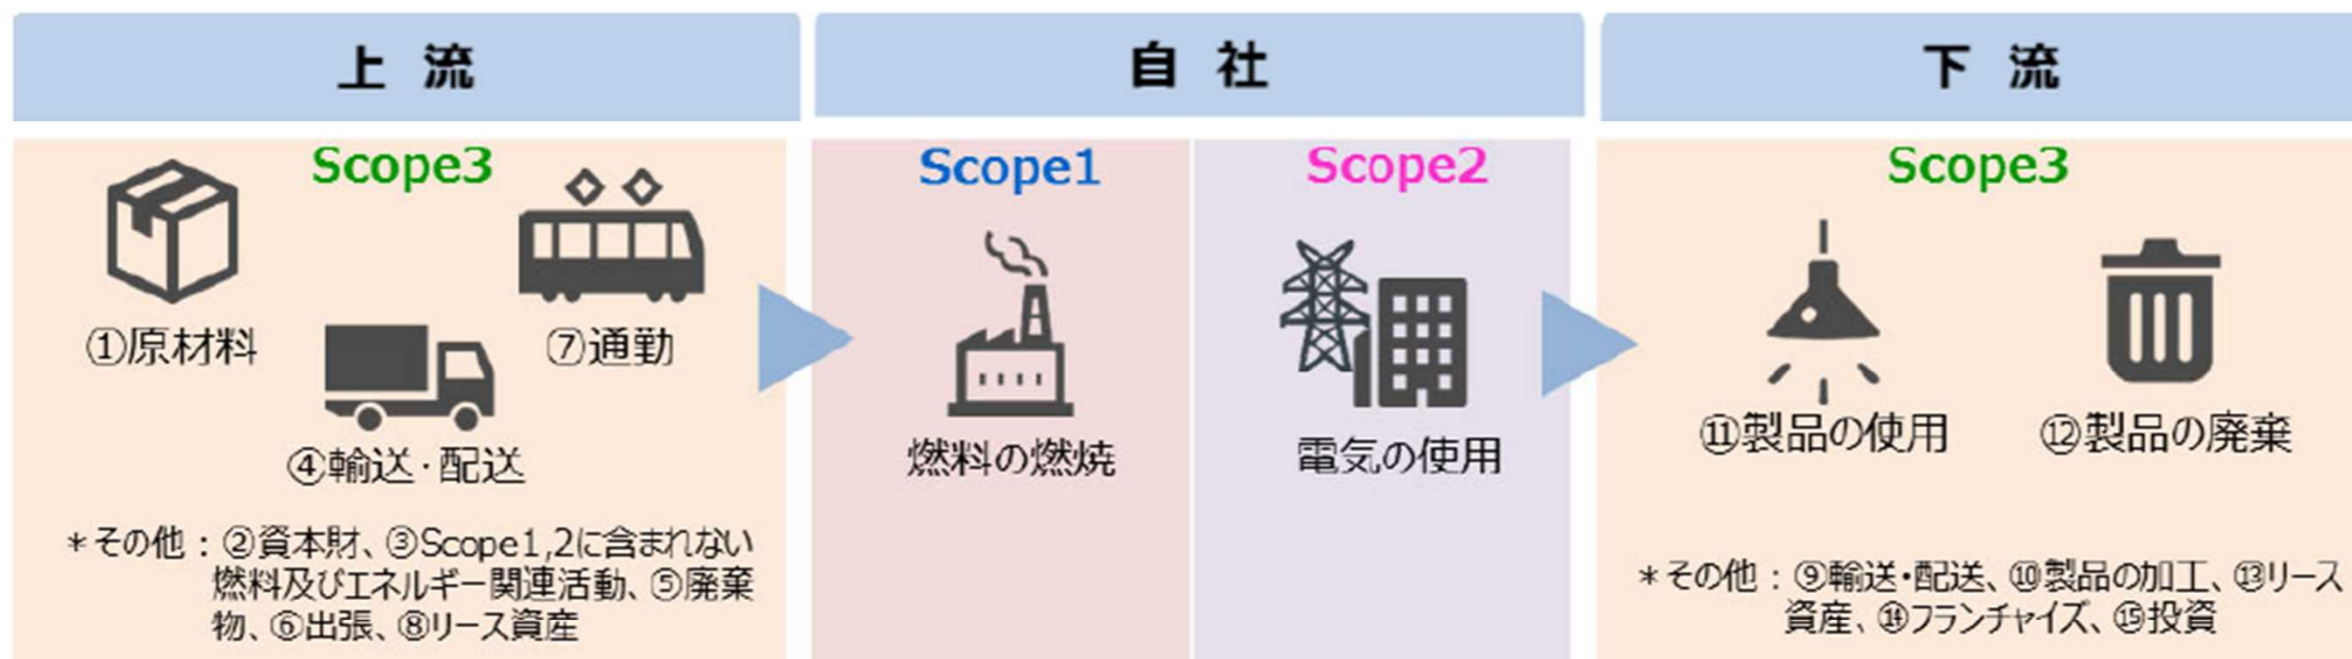 上 流
自 社
下 流
Scope3
①原材料
⑦通勤
④輸送・配送
＊その他：②資本財、③Scope1,2に含まれない
燃料及びエネルギー関連活動、⑤廃棄
物、⑥出張、⑧リース資産
Scope1
燃料の燃焼
Scope2
電気の使用
Scope3
⑪製品の使用
⑫製品の廃棄
＊その他：⑨輸送・配送、⑩製品の加工、⑬リース
資産、⑭フランチャイズ、⑮投資